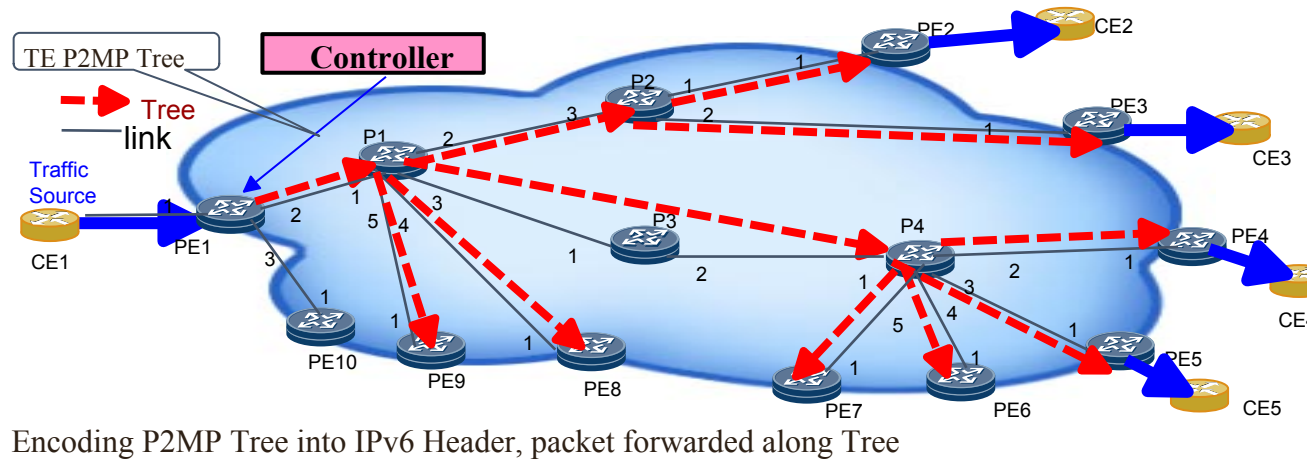 TE P2MP Tree
Controller
Tree
link
Traffic
Source
CE1
1
PE1
2
3
1
P1
2
3
4
5
P2
3
1
2
1
PE2
CE2
1
PE3
CE3
P3
1
2
P4
1
2
3
4
5
1
PE4
1
PE5
CE5
1
PE10
1
PE9
1
PE8
1
PE7
1
PE6
Encoding P2MP Tree into IPv6 Header, packet forwarded along Tree